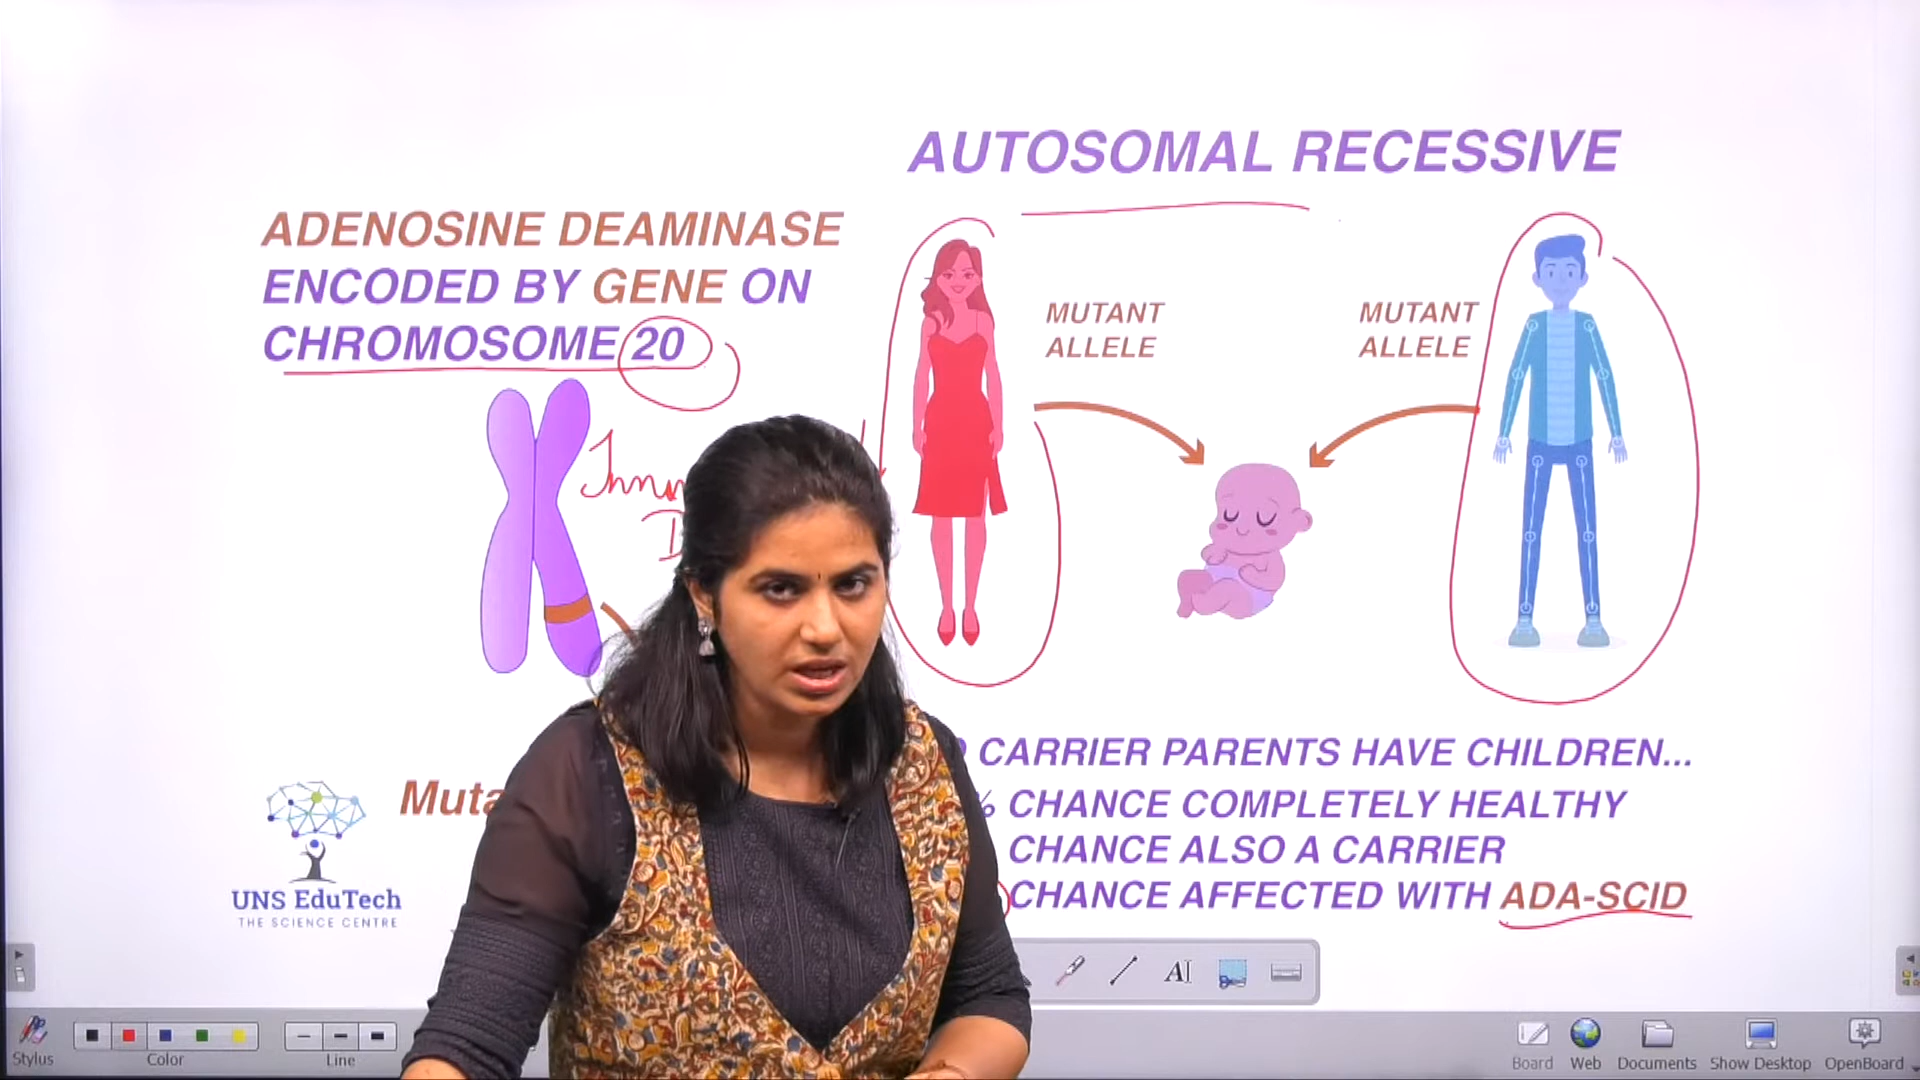 AUTOSOMAL RECESSIVE
ADENOSINE DEAMINASE
ENCODED BY GENE ON
CHROMOSOME 20
MUTANT
ALLELE
MUTANT
ALLELE
CARRIER PARENTS HAVE CHILDREN...
% CHANCE COMPLETELY HEALTHY
CHANCE ALSO A CARRIER
CHANCE AFFECTED WITH ADA-SCID
UNS EduTech
THE SCIENCE CENTRE
AI
Stylus
Color
Line
Board
Web
Documents
Show Desktop
OpenBoard